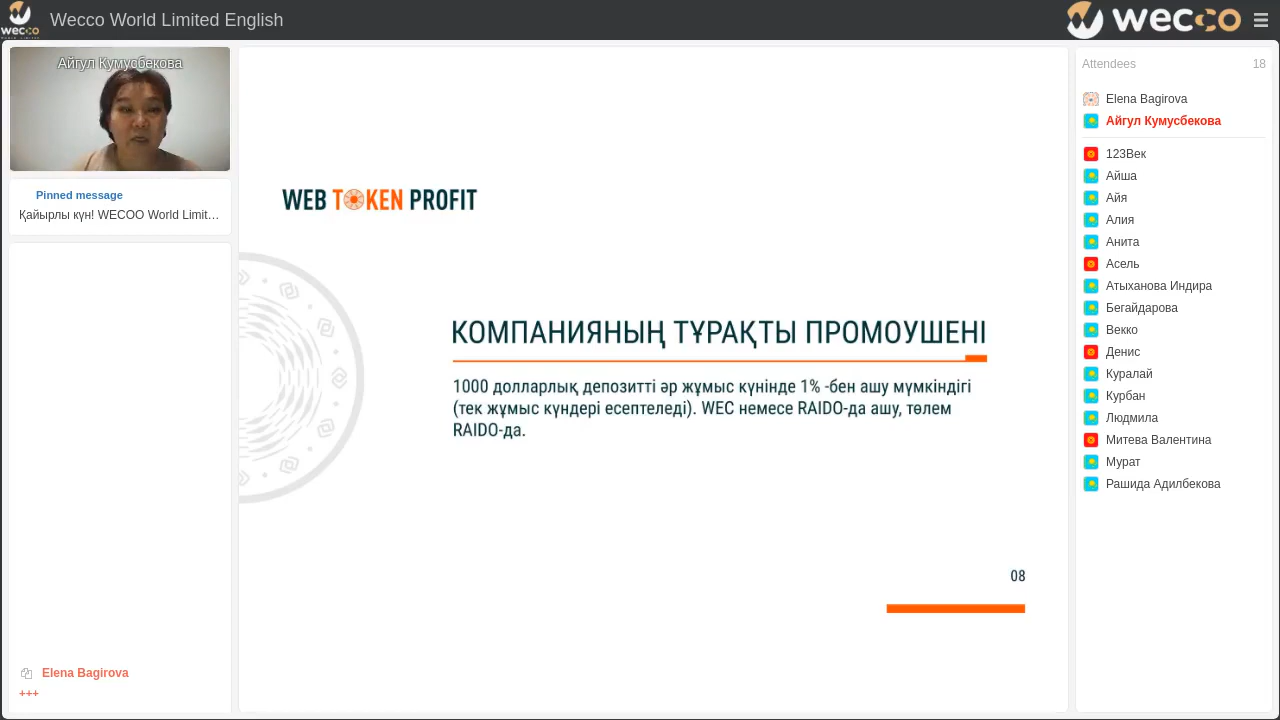 wecco
Wecco World Limited English
wecco
Айгул Кумусбекова
Pinned message
Қайырлы күн! WECOO World Limit…
Elena Bagirova
+++
WEB TOKEN PROFIT
КОМПАНИЯНЫҢ ТҰРАҚТЫ ПРОМОУШЕНІ
1000 долларлық депозитті әр жұмыс күнінде 1% -бен ашу мүмкіндігі
(тек жұмыс күндері есептеледі). WEC немесе RAIDO-да ашу, төлем
RAIDO-да.
08
Attendees 18
Elena Bagirova
Айгул Кумусбекова
123Век
Айша
Айя
Алия
Анита
Асель
Атыханова Индира
Бегайдарова
Векко
Денис
Куралай
Курбан
Людмила
Митева Валентина
Мурат
Рашида Адилбекова